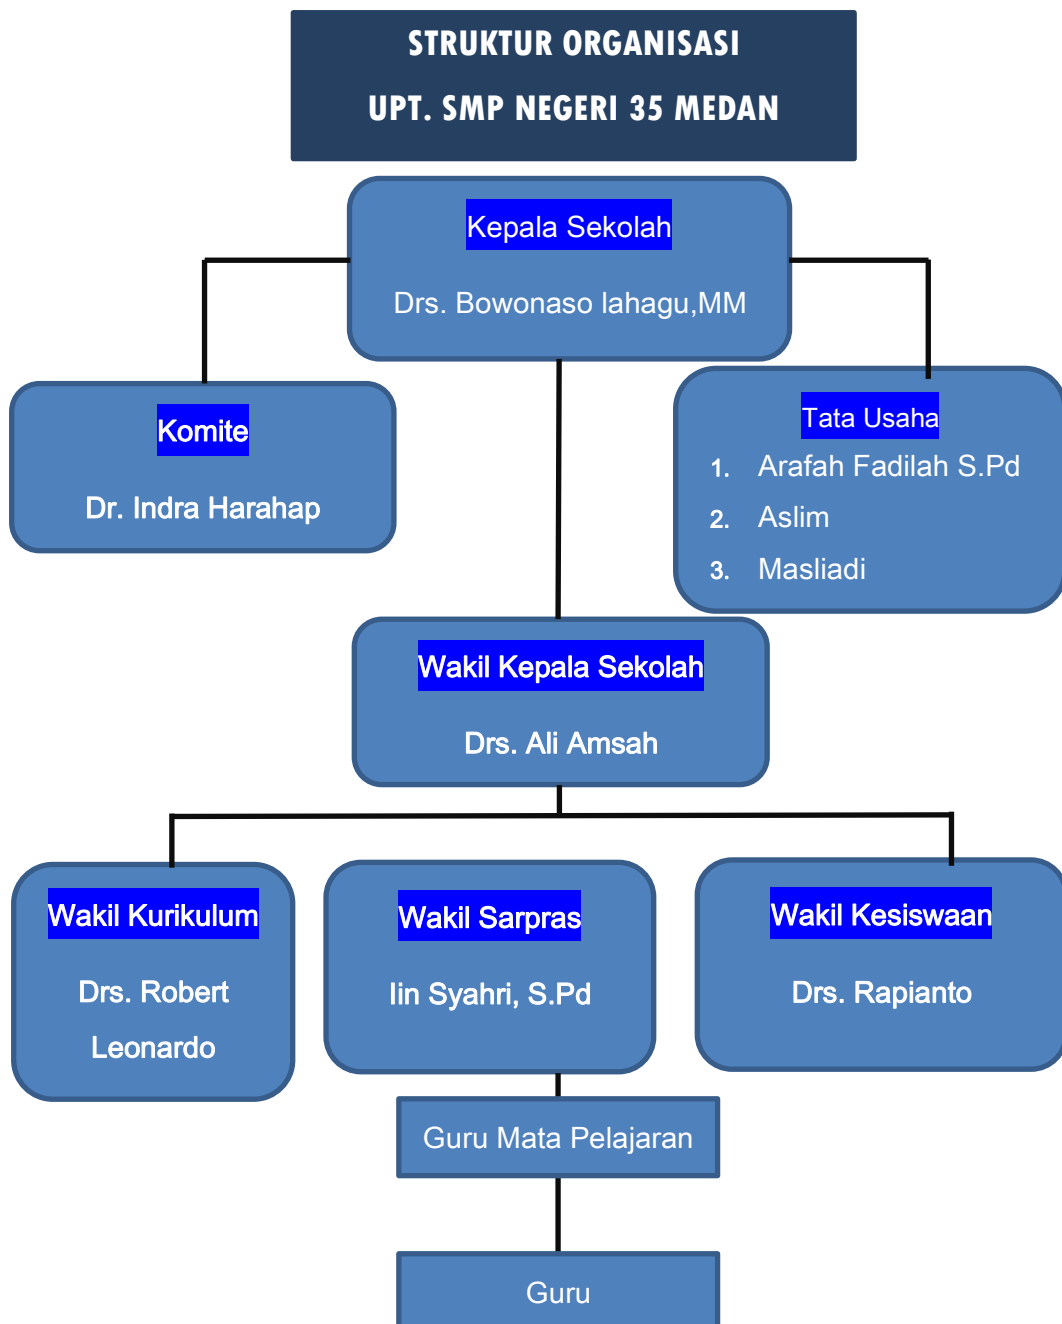 STRUKTUR ORGANISASI
UPT. SMP NEGERI 35 MEDAN
Kepala Sekolah
Drs. Bowonaso lahagu,MM
Komite
Dr. Indra Harahap
Tata Usaha
1. Arafah Fadilah S.Pd
2. Aslim
3. Masliadi
Wakil Kepala Sekolah
Drs. Ali Amsah
Wakil Kurikulum
Drs. Robert
Leonardo
Wakil Sarpras
Iin Syahri, S.Pd
Wakil Kesiswaan
Drs. Rapianto
Guru Mata Pelajaran
Guru